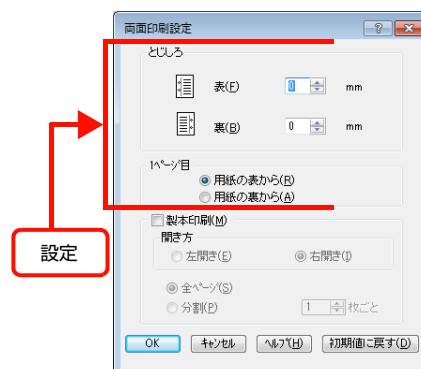 両面印刷設定
とじしろ
表(F) 0 mm
裏(B) 0 mm
1ページ目
用紙の表から(R)
用紙の裏から(A)
製本印刷(M)
開き方
左開き(E) 右開き(I)
全ページ(S)
分割(P) 1 枚ごと
設定
OK キャンセル ヘルプ(H) 初期値に戻す(D)